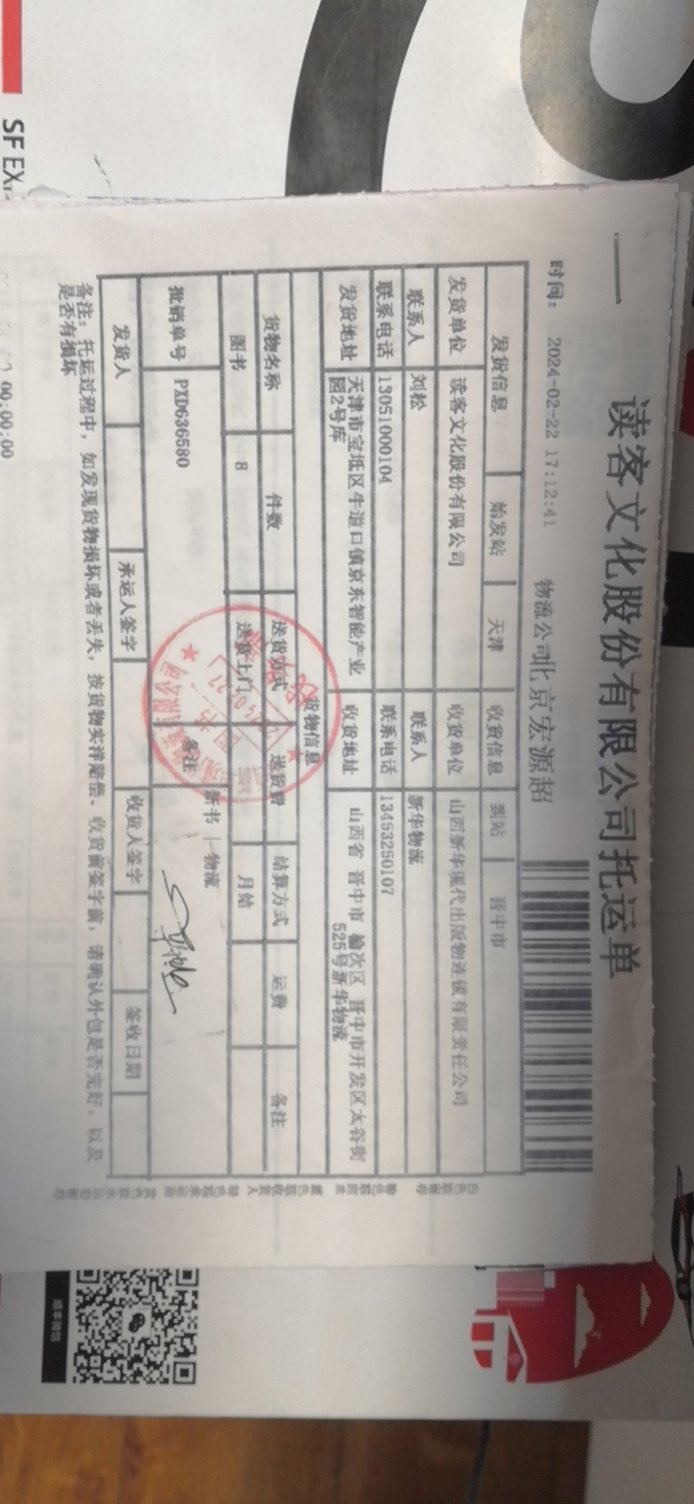 读客文化股份有限公司托运单
时间: 2024-02-22 17:12:41 物流公司北京宏源超
发货信息 始发站 天津 收货信息 到站 晋中市
发货单位 读客文化股份有限公司 收货单位 山西新华现代出版物连锁有限责任公司
联系人 刘松 联系人 新华物流
联系电话 13051000104 联系电话 13453250107
发货地址 天津市宝坻区牛道口镇京东智能产业园2号库 收货地址 山西省 晋中市 榆次区 晋中市开发区太谷街525号新华物流
货物信息
货物名称 件数 送货方式 送货费 结算方式 运费 备注
图书 8 送货上门 月结
批销单号 PXD636580 备注 新书 物流
发货人 承运人签字 收货人签字 签收日期
备注: 托运过程中, 如发现货物损坏或者丢失, 按货物实洋赔偿、收货前签字前, 请确认外包是否完好, 以及
是否有损坏
SF EX
00:00:00